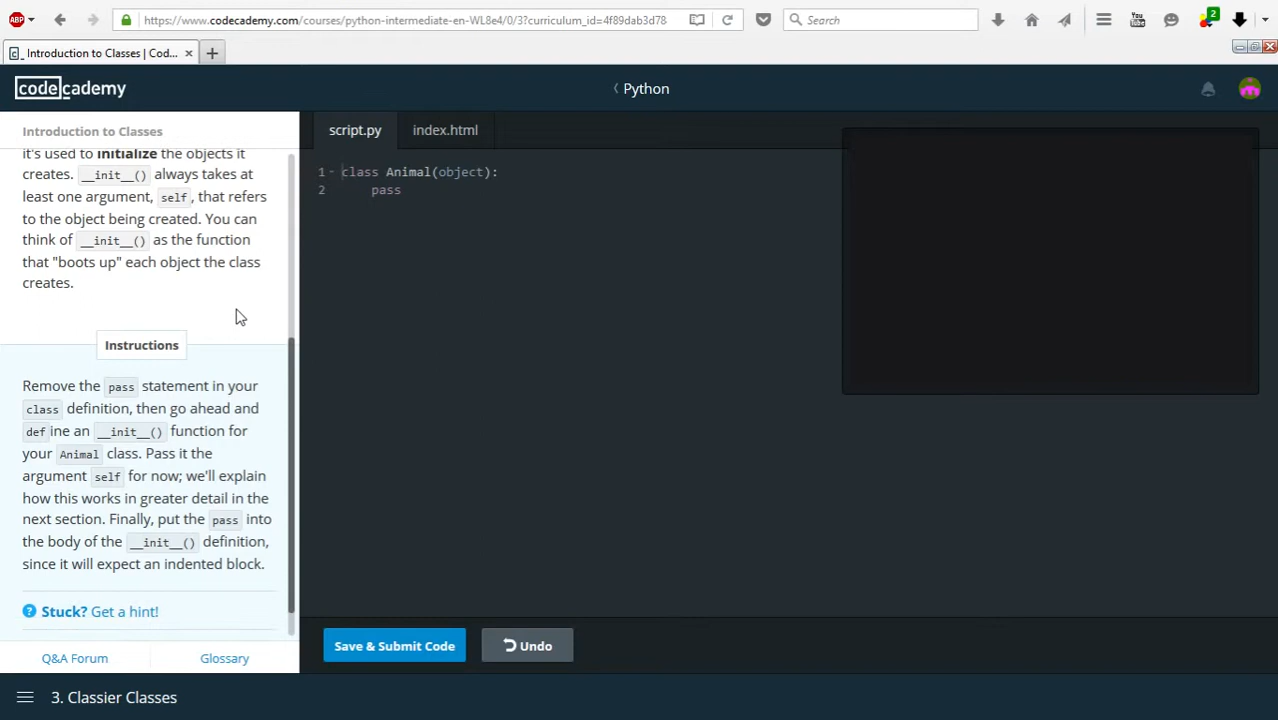 ABP
https://www.codecademy.com/courses/python-intermediate-en-WL8e4/0/3?curriculum_id=4f89dab3d78
Search
You
Tube
2
Introduction to Classes | Cod...
codecademy
Python
Introduction to Classes
it's used to initialize the objects it
creates. __init__() always takes at
least one argument, self, that refers
to the object being created. You can
think of __init__() as the function
that "boots up" each object the class
creates.
Instructions
Remove the pass statement in your
class definition, then go ahead and
define an __init__() function for
your Animal class. Pass it the
argument self for now; we'll explain
how this works in greater detail in the
next section. Finally, put the pass into
the body of the __init__() definition,
since it will expect an indented block.
? Stuck? Get a hint!
Q&A Forum
Glossary
script.py
index.html
1 class Animal(object):
2 pass
Save & Submit Code
Undo
3. Classier Classes